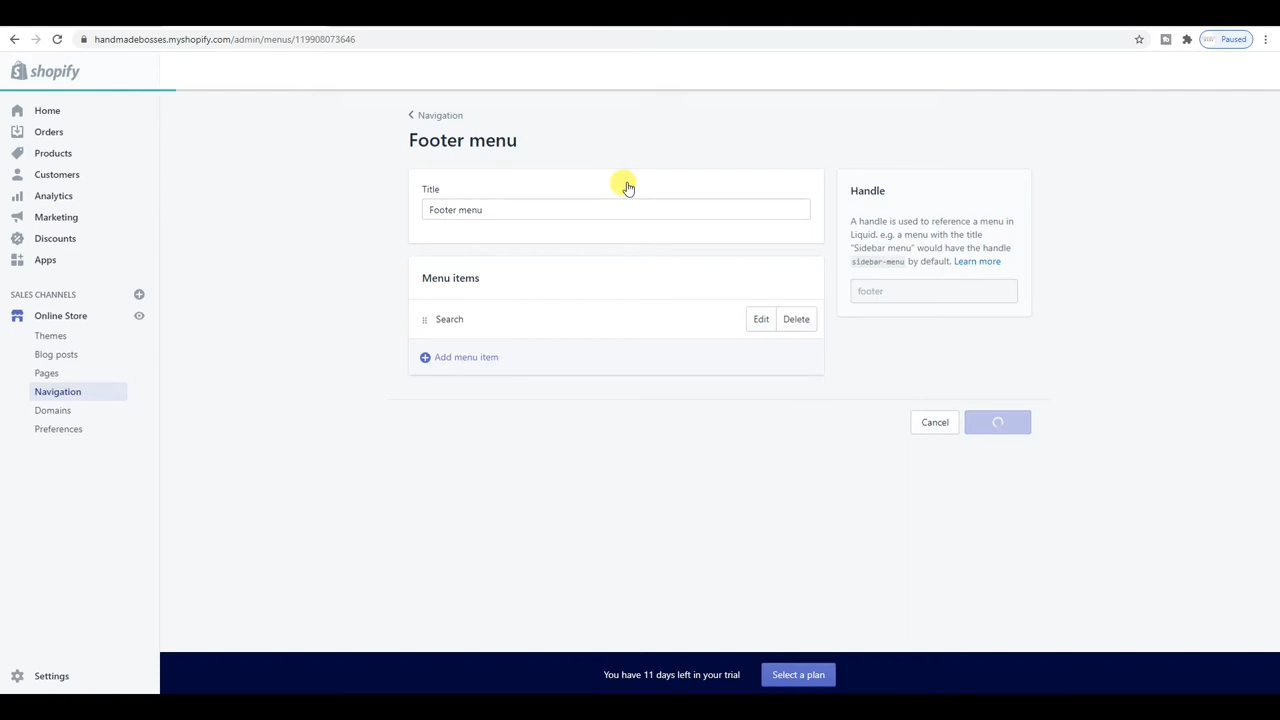 handmadebosses.myshopify.com/admin/menus/119908073646
Paused
shopify
Home
Orders
Products
Customers
Analytics
Marketing
Discounts
Apps
SALES CHANNELS
Online Store
Themes
Blog posts
Pages
Navigation
Domains
Preferences
Settings
Navigation
Footer menu
Title
Footer menu
Menu items
Search
Edit
Delete
Add menu item
Handle
A handle is used to reference a menu in
Liquid. e.g. a menu with the title
"Sidebar menu" would have the handle
sidebar-menu by default. Learn more
footer
Cancel
You have 11 days left in your trial
Select a plan